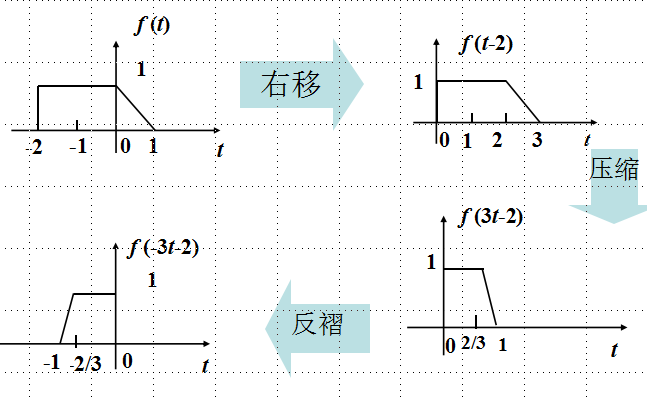 f (t)
1
-2 -1 0 1 t
右移
f (t-2)
1
0 1 2 3 t
压缩
f (3t-2)
1
0 2/3 1 t
反褶
f (-3t-2)
1
-1 -2/3 0 t